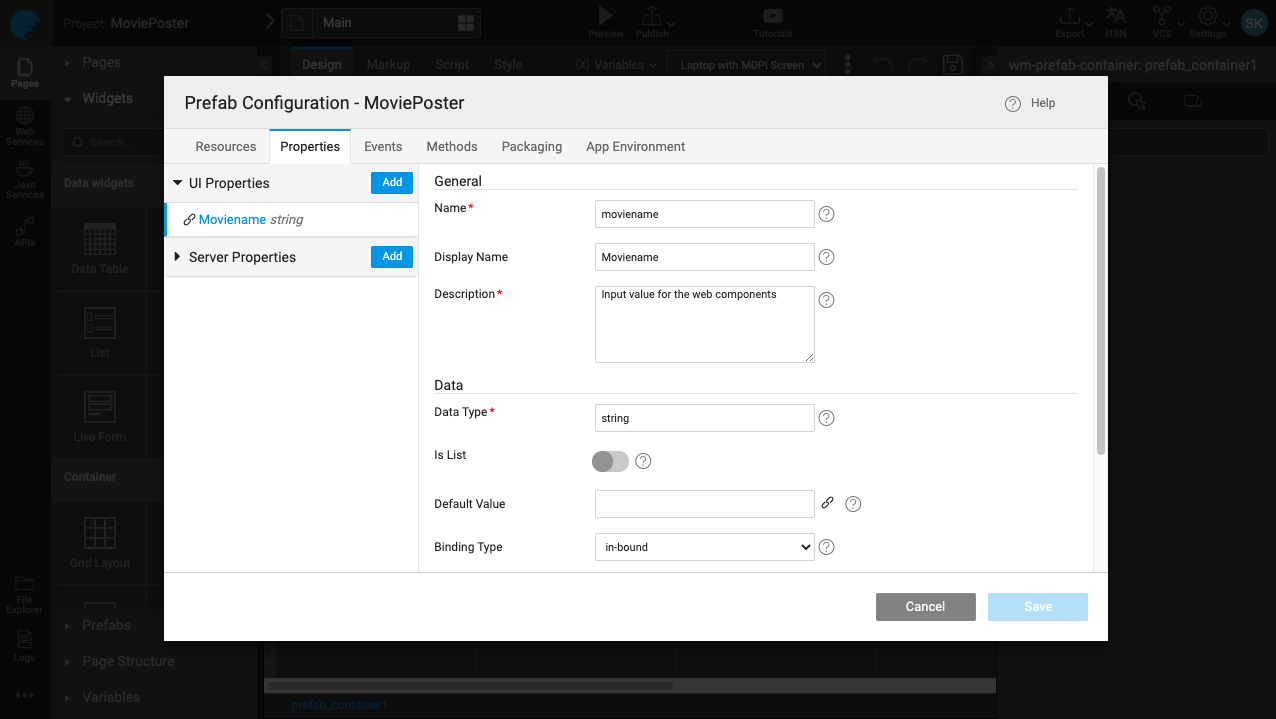 Project: MoviePoster
Main
Preview
Publish
Tutorials
Export
I18N
VCS
Settings
SK
Pages
Web Services
Java Services
APIs
File Explorer
Logs
Pages
Widgets
Search...
Data widgets
Data Table
List
Live Form
Container
Grid Layout
Prefabs
Page Structure
Variables
Design
Markup
Script
Style
{x} Variables
Laptop with MDPI Screen
wm-prefab-container: prefab_container1
Prefab Configuration - MoviePoster
Help
Resources
Properties
Events
Methods
Packaging
App Environment
UI Properties
Add
Moviename string
Server Properties
Add
General
Name*
moviename
Display Name
Moviename
Description*
Input value for the web components
Data
Data Type*
string
Is List
Default Value
Binding Type
in-bound
Cancel
Save
prefab_container1